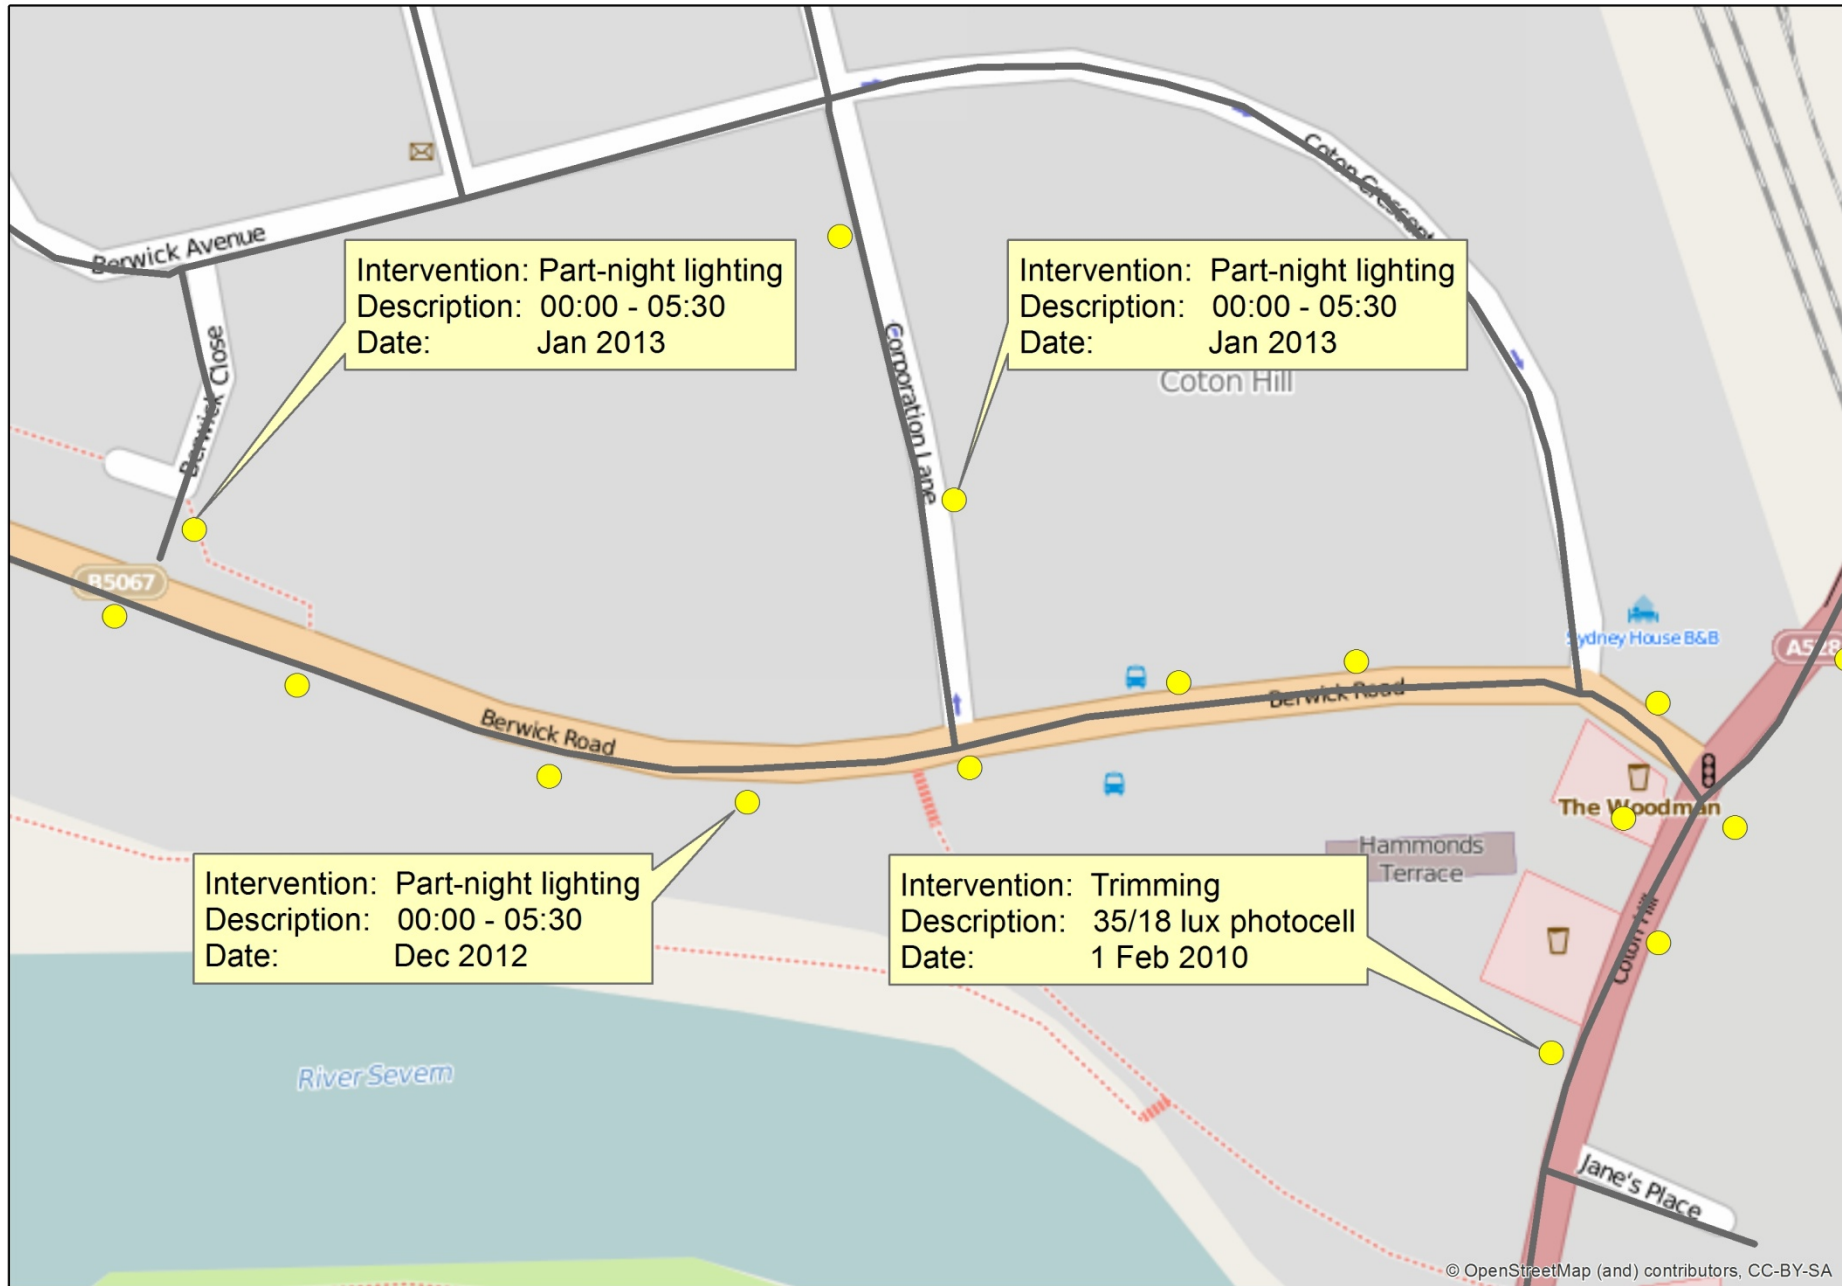 Coton Crescent
Berwick Avenue
Intervention: Part-night lighting
Description: 00:00 - 05:30
Date: Jan 2013
Intervention: Part-night lighting
Description: 00:00 - 05:30
Date: Jan 2013
Coton Hill
Berwick Close
Corporation Lane
B5067
Sydney House B&B
A528
Berwick Road
Berwick Road
The Woodman
Hammonds
Terrace
Intervention: Part-night lighting
Description: 00:00 - 05:30
Date: Dec 2012
Intervention: Trimming
Description: 35/18 lux photocell
Date: 1 Feb 2010
Coton Hill
River Severn
Jane's Place
© OpenStreetMap (and) contributors, CC-BY-SA